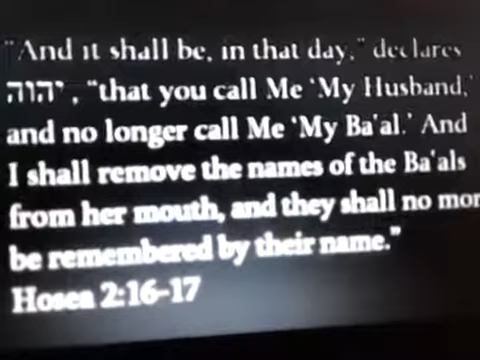 "And it shall be, in that day," declares
יהוה, "that you call Me 'My Husband,'
and no longer call Me 'My Ba'al.' And
I shall remove the names of the Ba'als
from her mouth, and they shall no mor
be remembered by their name."
Hosea 2:16-17